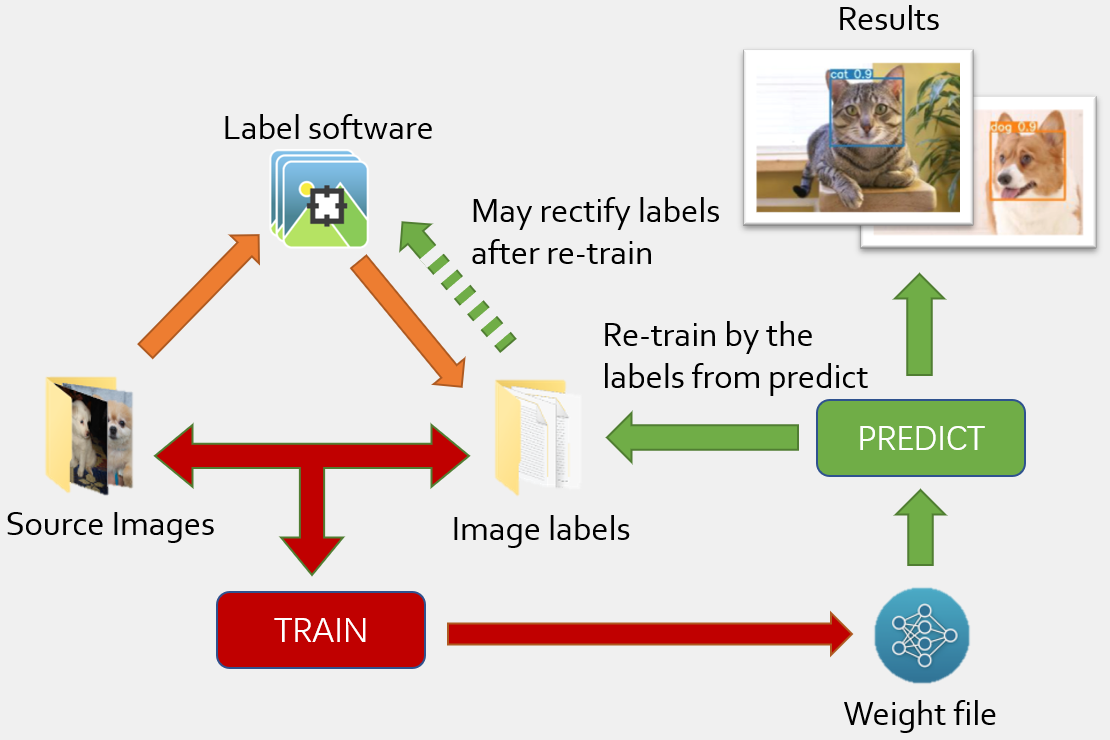 Results
cat 0.9
dog 0.9
Label software
May rectify labels
after re-train
Re-train by the
labels from predict
PREDICT
Source Images
Image labels
TRAIN
Weight file